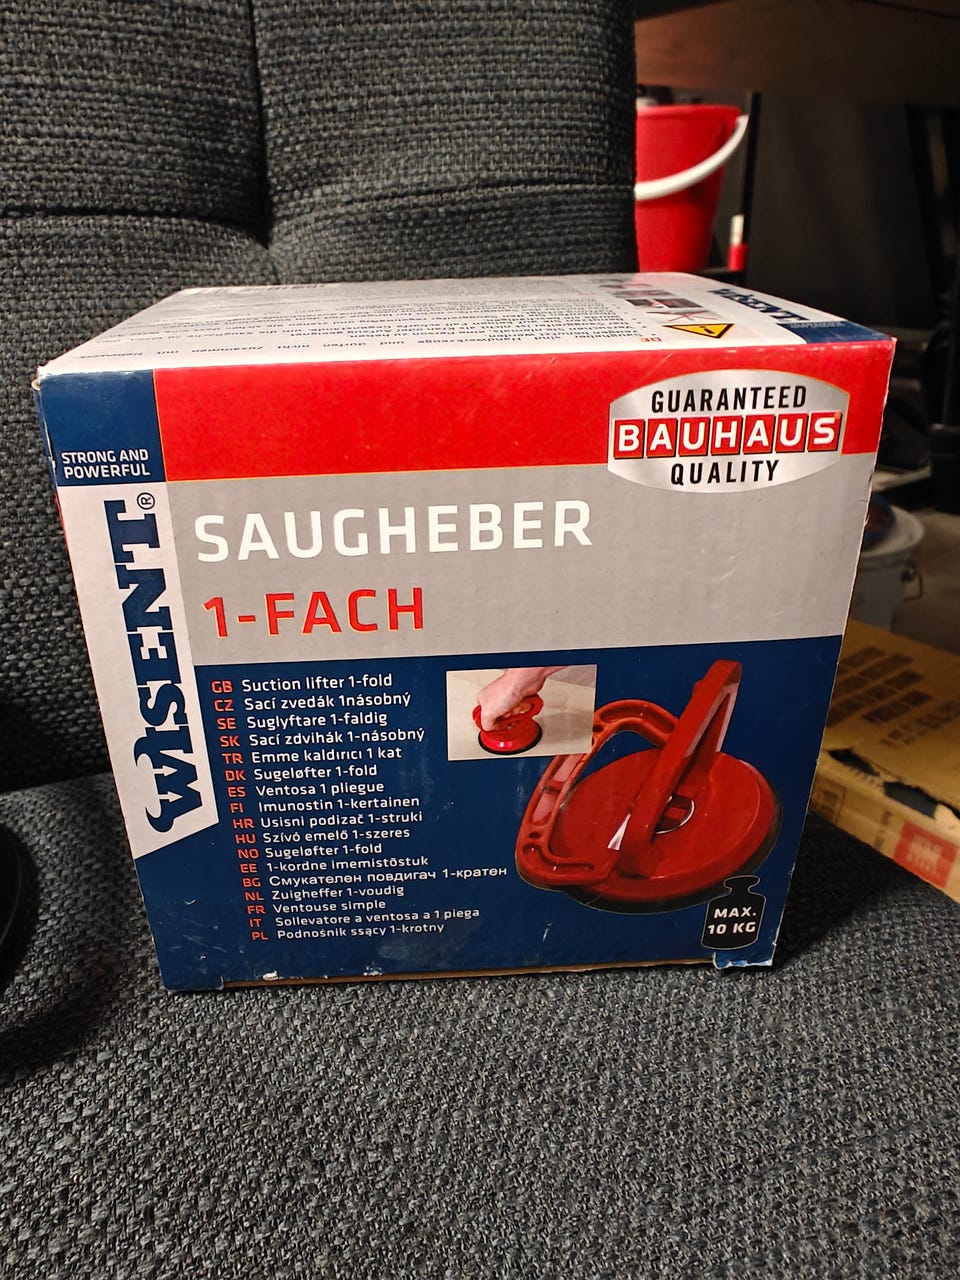 STRONG AND
POWERFUL
WISENT®
GUARANTEED
BAUHAUS®
QUALITY
SAUGHEBER
1-FACH
GB Suction lifter 1-fold
CZ Sací zvedák 1násobný
SE Suglyftare 1-faldig
SK Sací zdvihák 1-násobný
TR Emme kaldırıcı 1 kat
DK Sugeløfter 1-fold
ES Ventosa 1 pliegue
FI Imunostin 1-kertainen
HR Usisni podizač 1-struki
HU Szívó emelő 1-szeres
NO Sugeløfter 1-fold
EE 1-kordne imemistõstuk
BG Смукателен повдигач 1-кратен
NL Zuigheffer 1-voudig
FR Ventouse simple
IT Sollevatore a ventosa a 1 piega
PL Podnośnik ssący 1-krotny
MAX.
10 KG